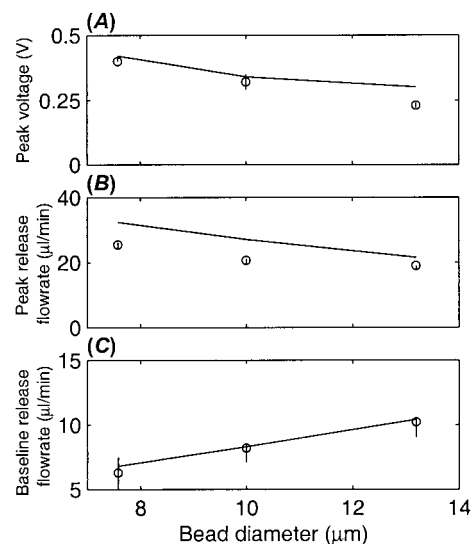 (A)
0.5
0.25
0
Peak voltage (V)
(B)
40
20
0
Peak release
flowrate (µl/min)
(C)
15
10
5
Baseline release
flowrate (µl/min)
8 10 12 14
Bead diameter (µm)